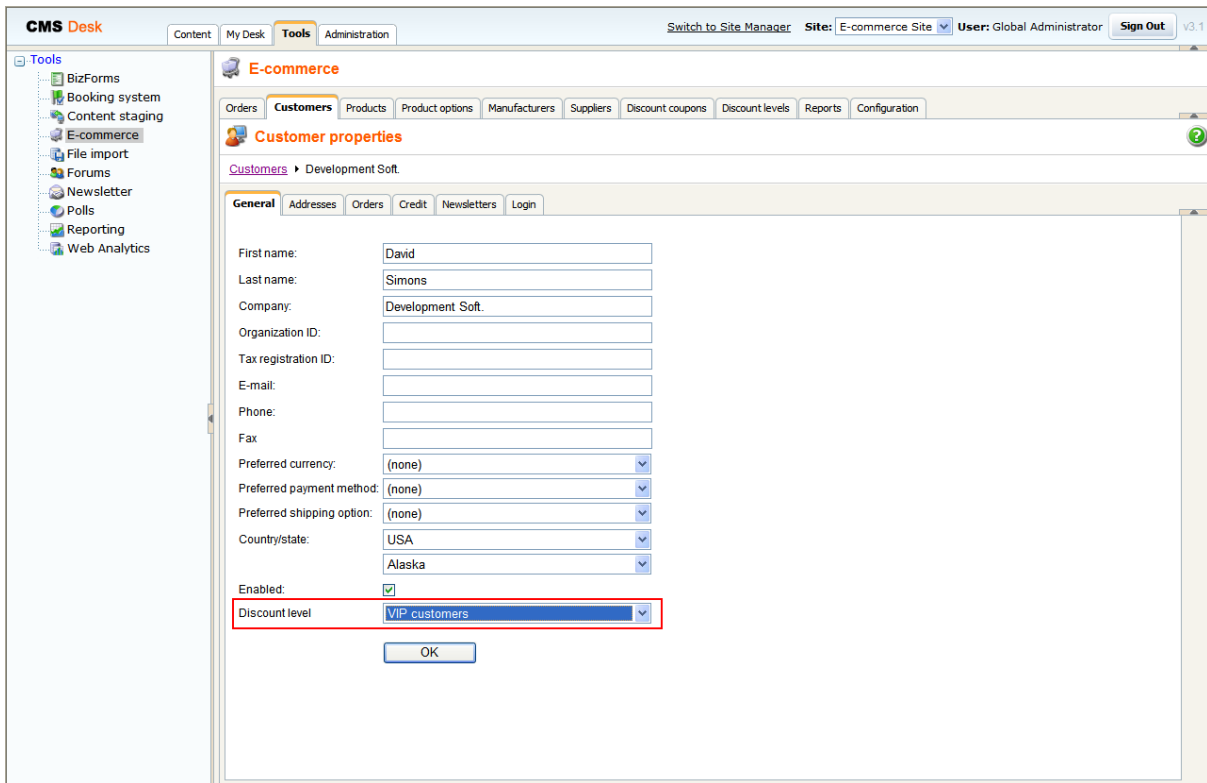 CMS Desk
Content My Desk Tools Administration
Switch to Site Manager Site: E-commerce Site User: Global Administrator Sign Out v3.1
Tools
BizForms
Booking system
Content staging
E-commerce
File import
Forums
Newsletter
Polls
Reporting
Web Analytics
E-commerce
Orders Customers Products Product options Manufacturers Suppliers Discount coupons Discount levels Reports Configuration
Customer properties
Customers Development Soft.
General Addresses Orders Credit Newsletters Login
First name: David
Last name: Simons
Company: Development Soft.
Organization ID:
Tax registration ID:
E-mail:
Phone:
Fax
Preferred currency: (none)
Preferred payment method: (none)
Preferred shipping option: (none)
Country/state: USA
Alaska
Enabled:
Discount level VIP customers
OK